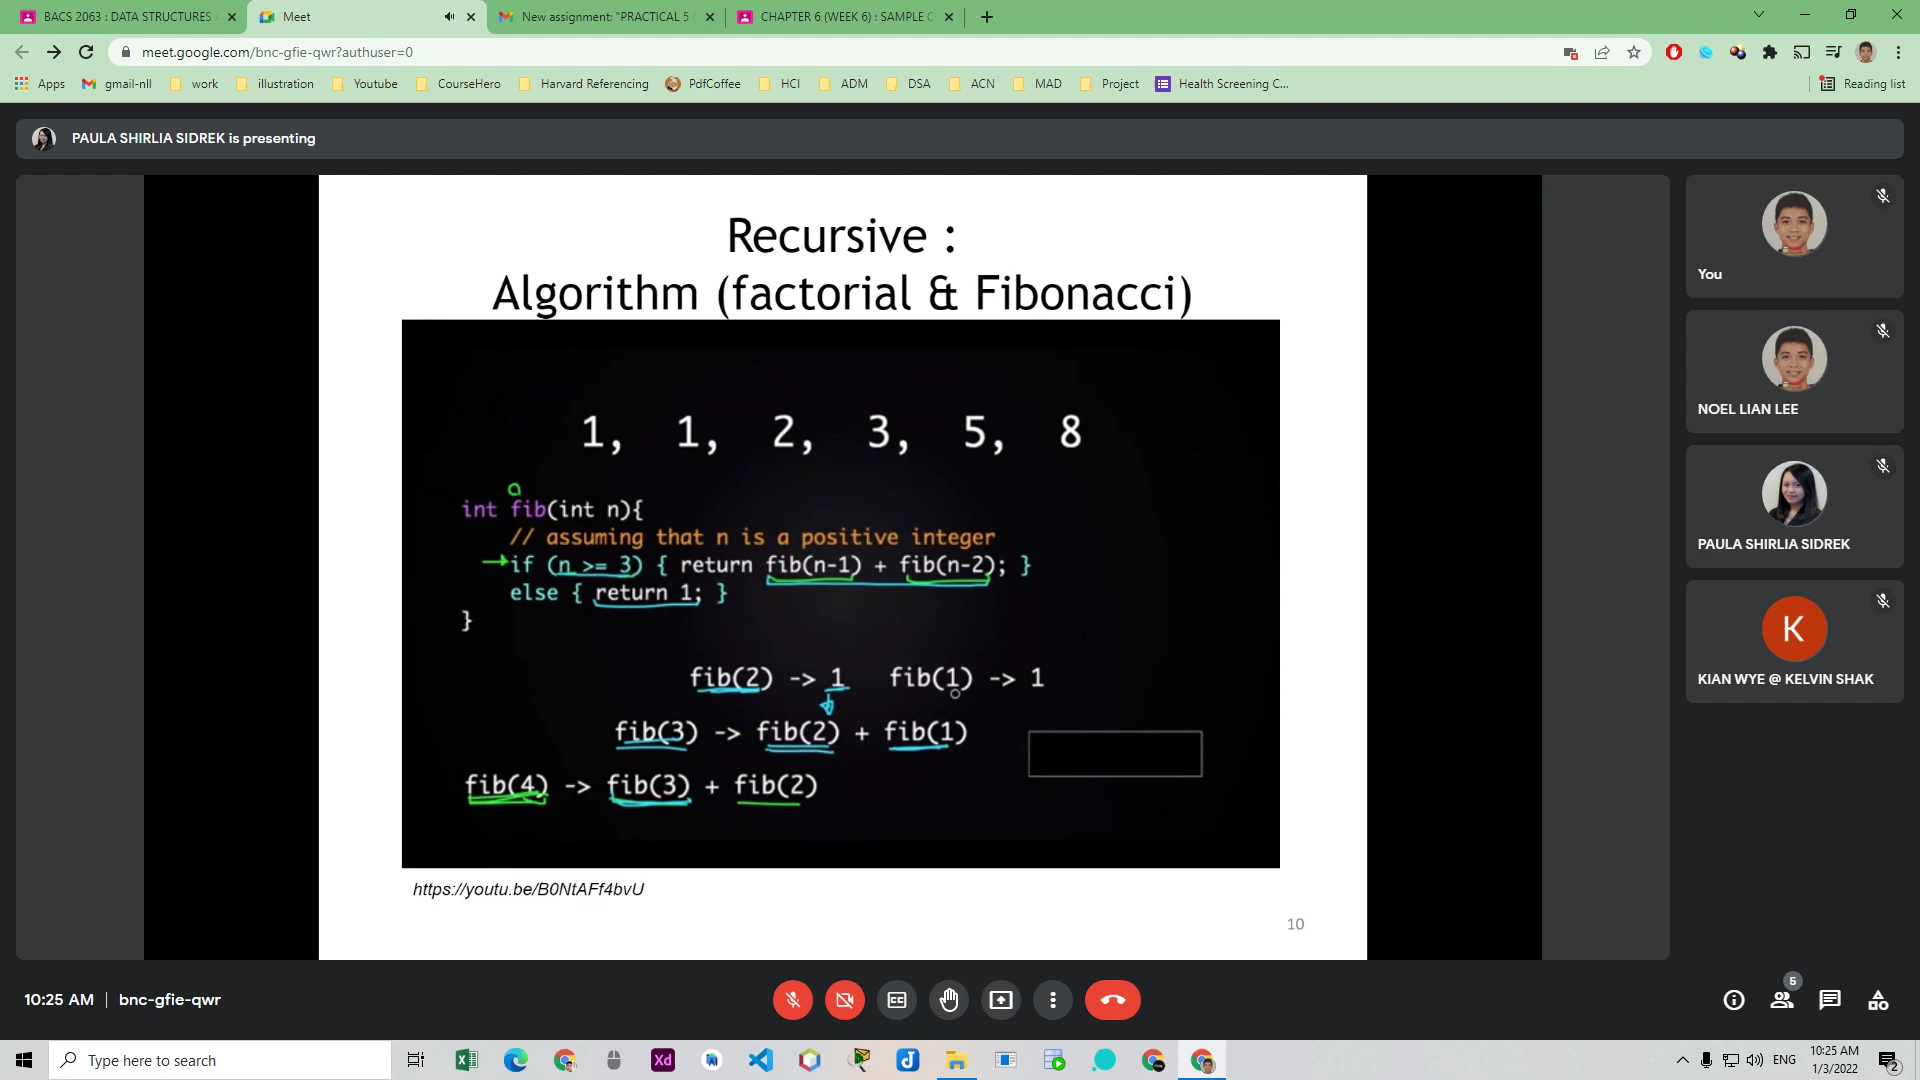 BACS 2063 : DATA STRUCTURES
Meet
New assignment: "PRACTICAL 5
CHAPTER 6 (WEEK 6) : SAMPLE C
meet.google.com/bnc-gfie-qwr?authuser=0
Apps gmail-nll work illustration Youtube CourseHero Harvard Referencing PdfCoffee HCI ADM DSA ACN MAD Project Health Screening C... Reading list
PAULA SHIRLIA SIDREK is presenting
Recursive :
Algorithm (factorial & Fibonacci)
1, 1, 2, 3, 5, 8
int fib(int n){
// assuming that n is a positive integer
if (n >= 3) { return fib(n-1) + fib(n-2); }
else { return 1; }
}
fib(2) -> 1 fib(1) -> 1
fib(3) -> fib(2) + fib(1)
fib(4) -> fib(3) + fib(2)
https://youtu.be/B0NtAFf4bvU
10
You
NOEL LIAN LEE
PAULA SHIRLIA SIDREK
K
KIAN WYE @ KELVIN SHAK
10:25 AM | bnc-gfie-qwr
CC
5
Type here to search
Xd
ENG
10:25 AM
1/3/2022
2